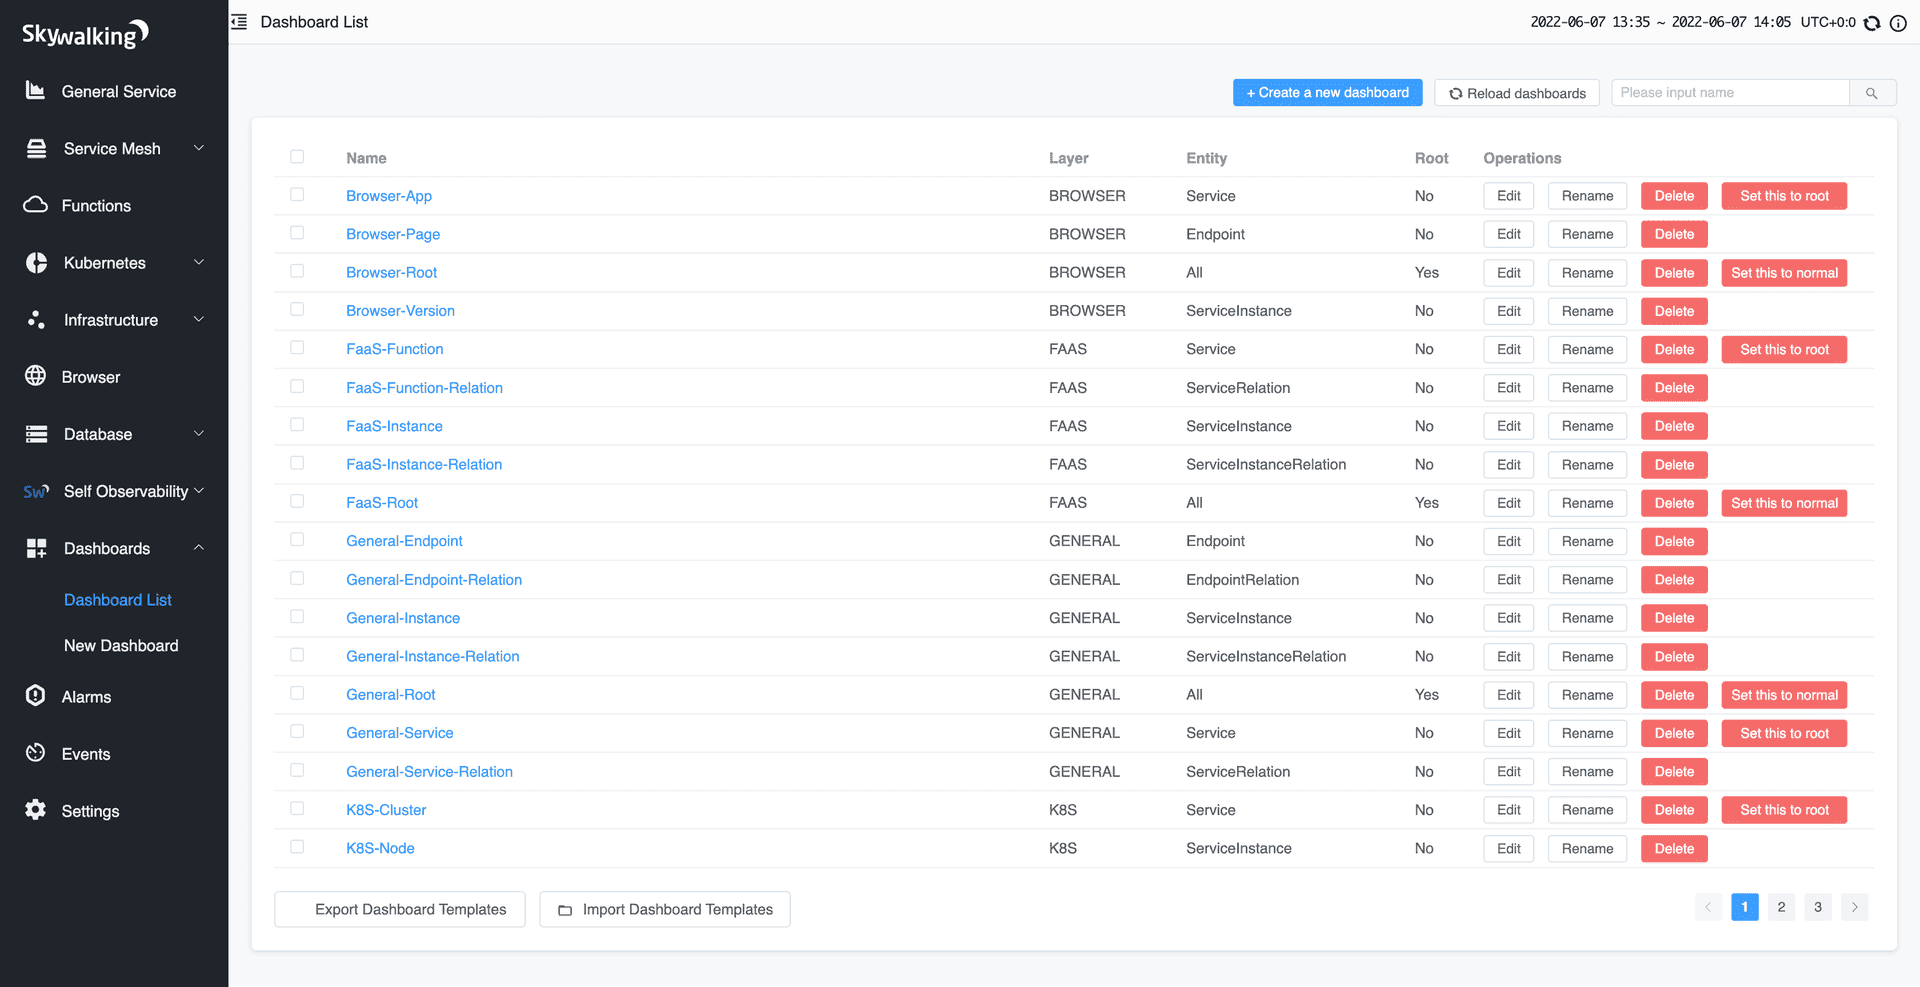 Skywalking
General Service
Service Mesh
Functions
Kubernetes
Infrastructure
Browser
Database
Sw Self Observability
Dashboards
Dashboard List
New Dashboard
Alarms
Events
Settings
Dashboard List 2022-06-07 13:35 ~ 2022-06-07 14:05 UTC+0:0
+ Create a new dashboard Reload dashboards Please input name
Name Layer Entity Root Operations
Browser-App BROWSER Service No Edit Rename Delete Set this to root
Browser-Page BROWSER Endpoint No Edit Rename Delete
Browser-Root BROWSER All Yes Edit Rename Delete Set this to normal
Browser-Version BROWSER ServiceInstance No Edit Rename Delete
FaaS-Function FAAS Service No Edit Rename Delete Set this to root
FaaS-Function-Relation FAAS ServiceRelation No Edit Rename Delete
FaaS-Instance FAAS ServiceInstance No Edit Rename Delete
FaaS-Instance-Relation FAAS ServiceInstanceRelation No Edit Rename Delete
FaaS-Root FAAS All Yes Edit Rename Delete Set this to normal
General-Endpoint GENERAL Endpoint No Edit Rename Delete
General-Endpoint-Relation GENERAL EndpointRelation No Edit Rename Delete
General-Instance GENERAL ServiceInstance No Edit Rename Delete
General-Instance-Relation GENERAL ServiceInstanceRelation No Edit Rename Delete
General-Root GENERAL All Yes Edit Rename Delete Set this to normal
General-Service GENERAL Service No Edit Rename Delete Set this to root
General-Service-Relation GENERAL ServiceRelation No Edit Rename Delete
K8S-Cluster K8S Service No Edit Rename Delete Set this to root
K8S-Node K8S ServiceInstance No Edit Rename Delete
Export Dashboard Templates Import Dashboard Templates 1 2 3